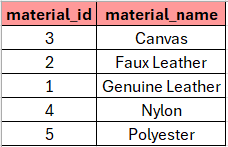 material_id material_name
3 Canvas
2 Faux Leather
1 Genuine Leather
4 Nylon
5 Polyester